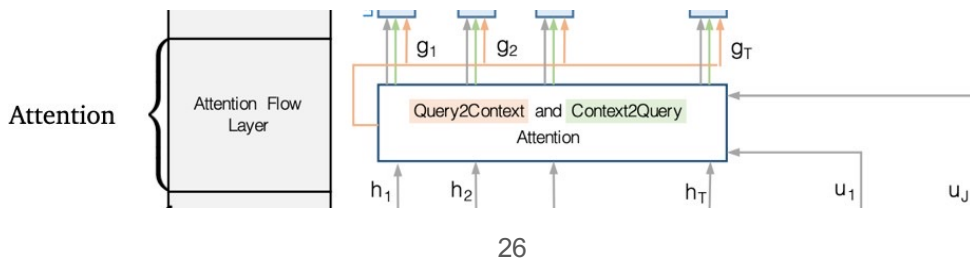 g1 g2 gT
Attention
Attention Flow
Layer
Query2Context and Context2Query
Attention
h1 h2 hT u1 uJ
26